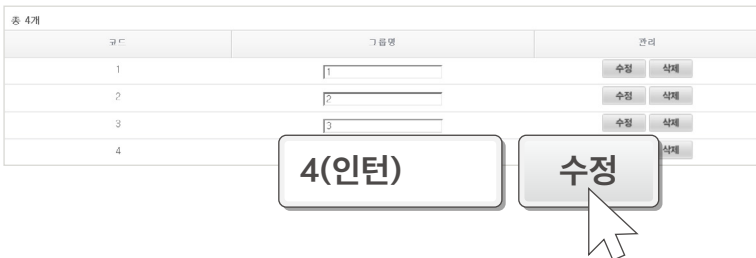 총 4개
코드 그룹명 관리
1 1 수정 삭제
2 2 수정 삭제
3 3 수정 삭제
4 삭제
4(인턴) 수정